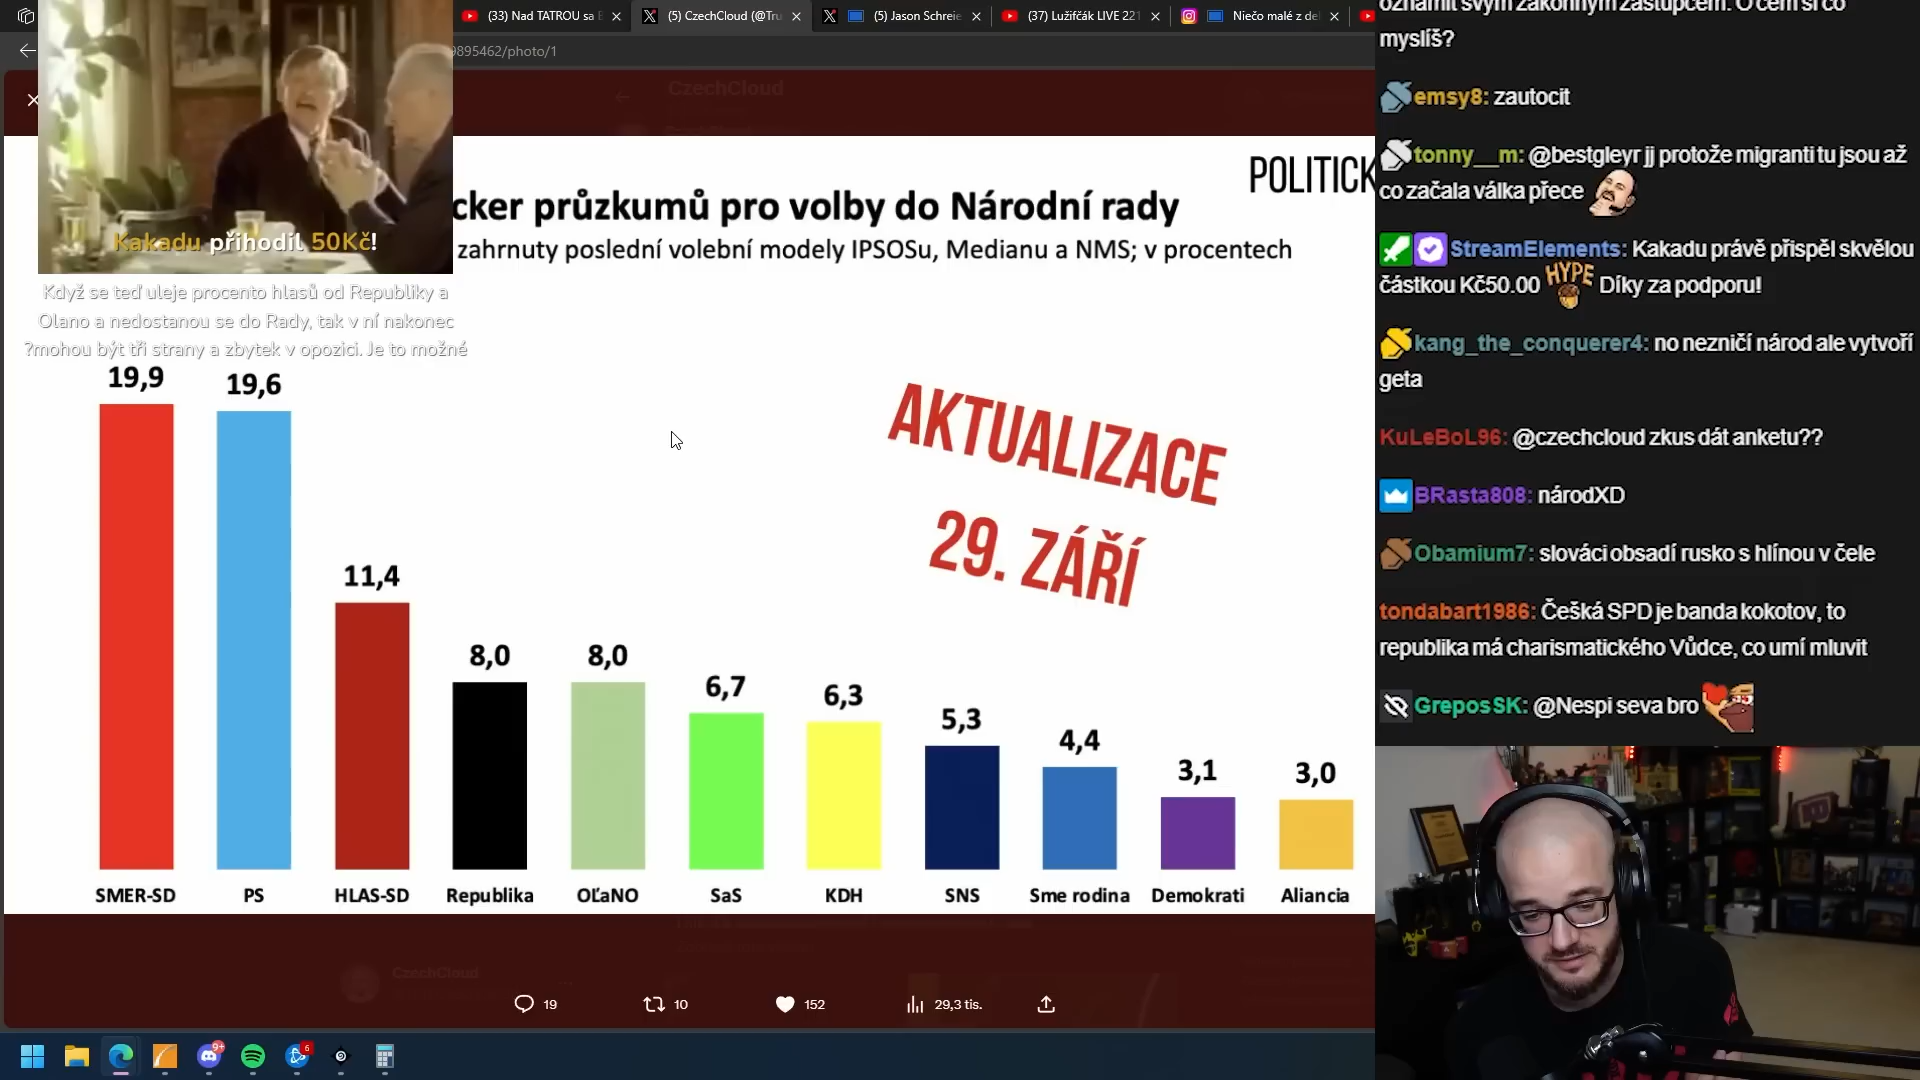 (33) Nad TATROU sa
(5) CzechCloud (@Tru
(5) Jason Schreie
(37) Lužifčák LIVE 221
Niečo malé z de
9895462/photo/1
CzechCloud
POLITICK
cker průzkumů pro volby do Národní rady
zahrnuty poslední volební modely IPSOSu, Medianu a NMS; v procentech
Kakadu přihodil 50Kč!
Když se teď uleje procento hlasů od Republiky a
Olano a nedostanou se do Rady, tak v ní nakonec
?mohou být tři strany a zbytek v opozici. Je to možné
19,9
19,6
11,4
8,0
8,0
6,7
6,3
5,3
4,4
3,1
3,0
AKTUALIZACE
29. ZÁŘÍ
SMER-SD
PS
HLAS-SD
Republika
OĽaNO
SaS
KDH
SNS
Sme rodina
Demokrati
Aliancia
CzechCloud
19
10
152
29,3 tis.
9+
6
oznámit svým zákonným zástupcem. O čem si co
myslíš?
emsy8: zautocit
tonny__m: @bestgleyr jj protože migranti tu jsou až
co začala válka přece
StreamElements: Kakadu právě přispěl skvělou
částkou Kč50.00 HYPE Díky za podporu!
kang_the_conquerer4: no nezničí národ ale vytvoří
geta
KuLeBoL96: @czechcloud zkus dát anketu??
BRasta808: národXD
Obamium7: slováci obsadí rusko s hlínou v čele
tondabart1986: Češká SPD je banda kokotov, to
republika má charismatického Vůdce, co umí mluvit
GreposSK: @Nespi seva bro